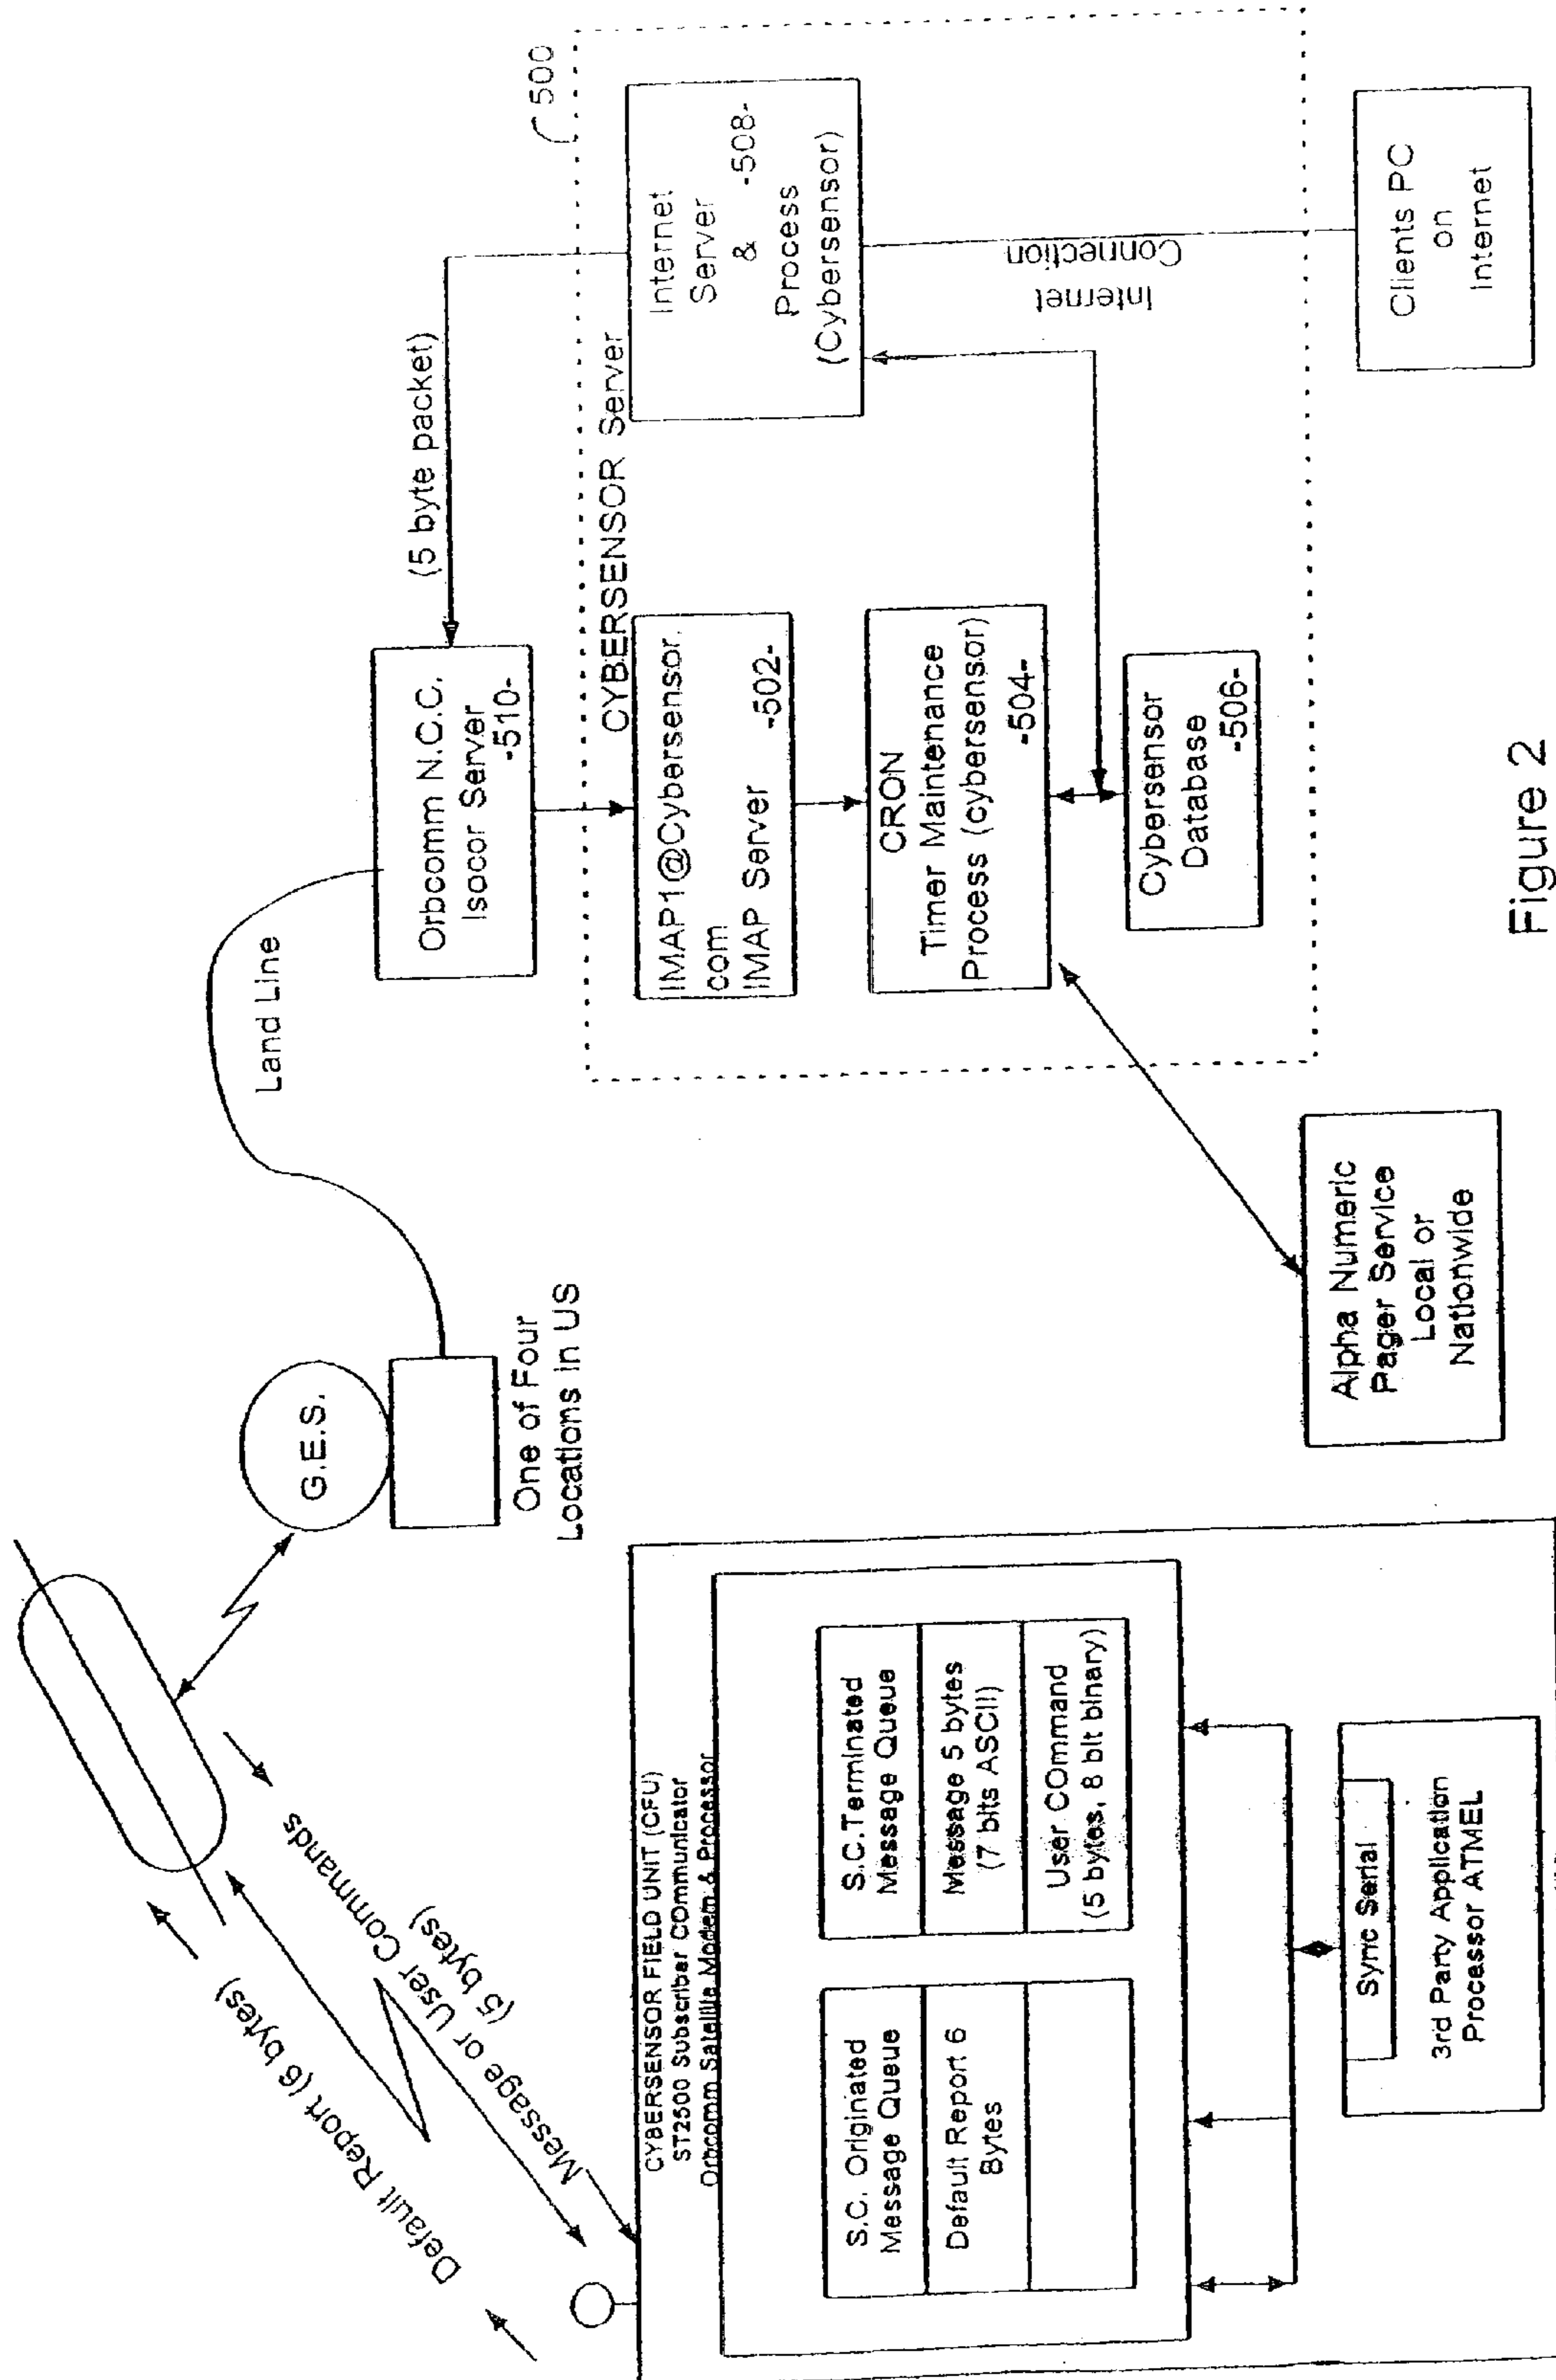 Default Report (6 bytes)
Message or User Commands
(5 bytes)
G.E.S.
One of Four
Locations in US
Land Line
Orbcomm N.C.C.
Isocor Server
-510-
(5 byte packet)
500
CYBERSENSOR Server
IMAP1@Cybersensor.
com
IMAP Server -502-
CRON
Timer Maintenance
Process (cybersensor)
-504-
Cybersensor
Database
-506-
Internet
Server
& -508-
Process
(Cybersensor)
Internet
Connection
Clients PC
on
Internet
Alpha Numeric
Pager Service
Local or
Nationwide
CYBERSENSOR FIELD UNIT (CFU)
ST2500 Subscriber COmmunicator
Orbcomm Satellite Modem & Processor
S.C. Originated
Message Queue
Default Report 6
Bytes
S.C.Terminated
Message Queue
Message 5 bytes
(7 bits ASCII)
User COmmand
(5 bytes, 8 bit binary)
Sync Serial
3rd Party Application
Processor ATMEL
Figure 2